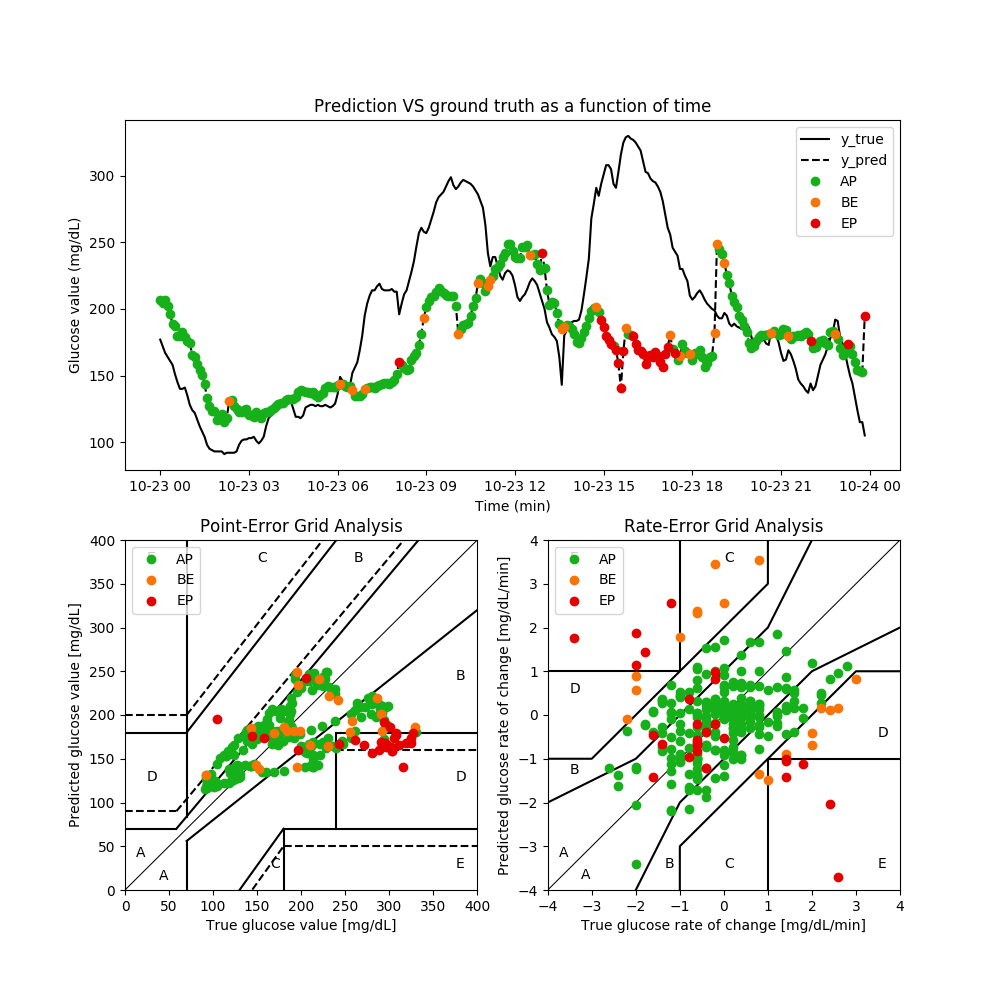 Prediction VS ground truth as a function of time
Glucose value (mg/dL)
300
250
200
150
100
y_true
y_pred
AP
BE
EP
10-23 00 10-23 03 10-23 06 10-23 09 10-23 12 10-23 15 10-23 18 10-23 21 10-24 00
Time (min)
Point-Error Grid Analysis
Predicted glucose value [mg/dL]
400
350
300
250
200
150
100
50
0
AP
BE
EP
C
B
B
D
D
A
A
C
E
0 50 100 150 200 250 300 350 400
True glucose value [mg/dL]
Rate-Error Grid Analysis
Predicted glucose rate of change [mg/dL/min]
4
3
2
1
0
−1
−2
−3
−4
AP
BE
EP
C
D
D
B
A
A
B
C
E
−4 −3 −2 −1 0 1 2 3 4
True glucose rate of change [mg/dL/min]